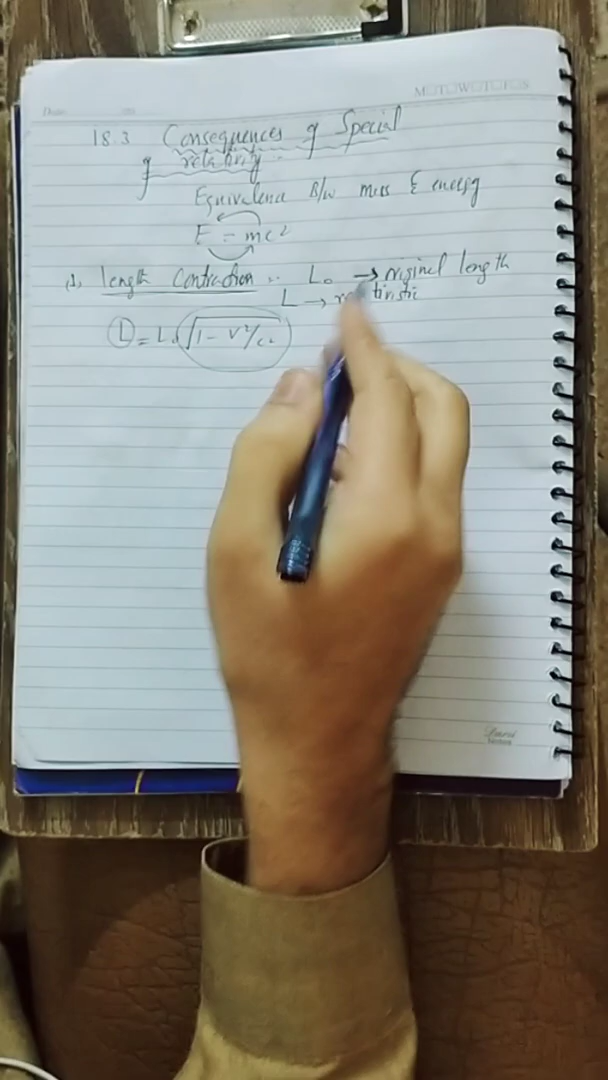 M T W T F S
18.3 Consequences of Special
of relativity.
Equivalence B/w mass & energy
E = mc²
(1) length Contraction :. L₀ → original length
L →
L = L₀ √1 - v²/c²